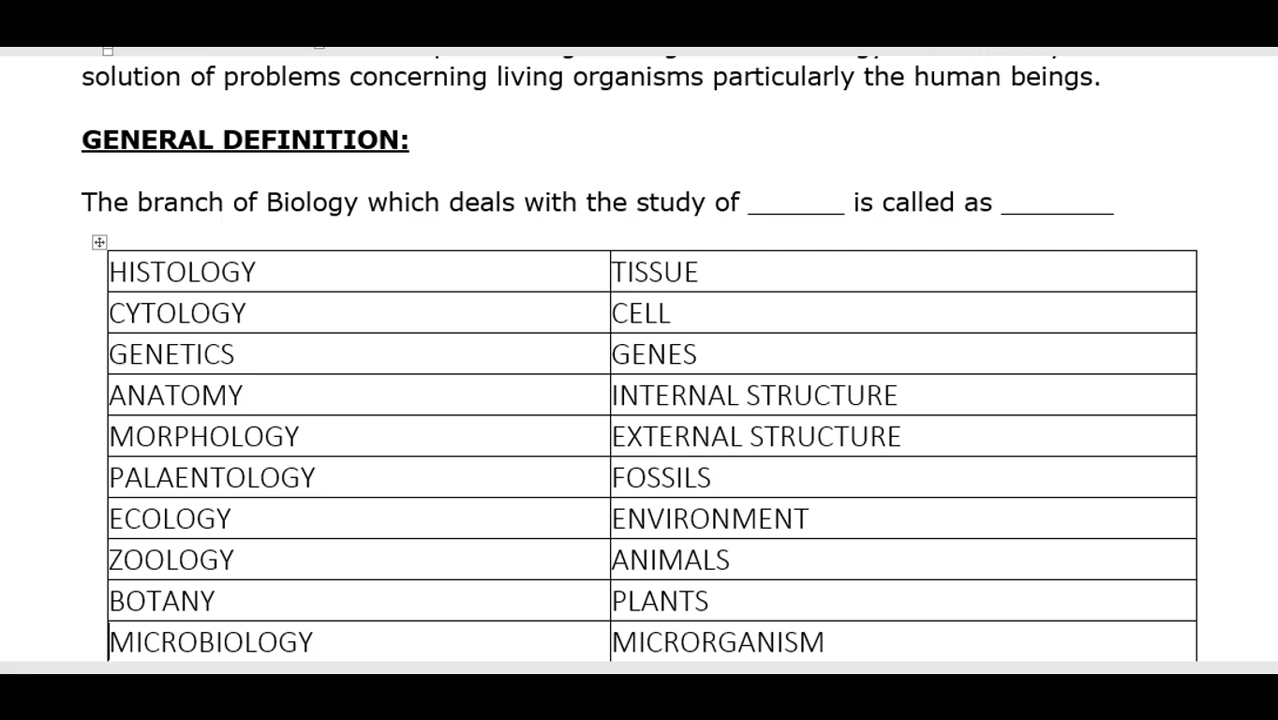 solution of problems concerning living organisms particularly the human beings.
GENERAL DEFINITION:
The branch of Biology which deals with the study of _______ is called as ________
HISTOLOGY TISSUE
CYTOLOGY CELL
GENETICS GENES
ANATOMY INTERNAL STRUCTURE
MORPHOLOGY EXTERNAL STRUCTURE
PALAENTOLOGY FOSSILS
ECOLOGY ENVIRONMENT
ZOOLOGY ANIMALS
BOTANY PLANTS
MICROBIOLOGY MICRORGANISM